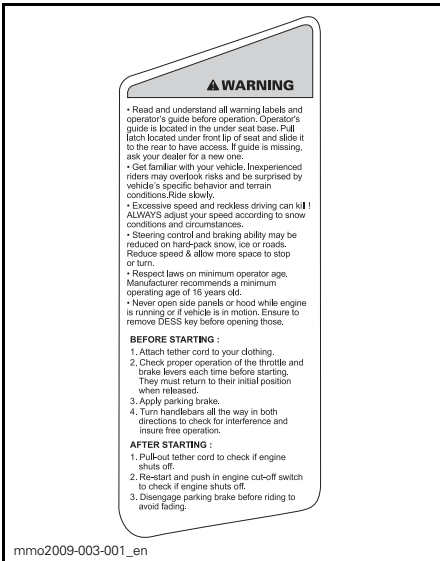 WARNING
• Read and understand all warning labels and
operator's guide before operation. Operator's
guide is located in the under seat base. Pull
latch located under front lip of seat and slide it
to the rear to have access. If guide is missing,
ask your dealer for a new one.
• Get familiar with your vehicle. Inexperienced
riders may overlook risks and be surprised by
vehicle's specific behavior and terrain
conditions.Ride slowly.
• Excessive speed and reckless driving can kill !
ALWAYS adjust your speed according to snow
conditions and circumstances.
• Steering control and braking ability may be
reduced on hard-pack snow, ice or roads.
Reduce speed & allow more space to stop
or turn.
• Respect laws on minimum operator age.
Manufacturer recommends a minimum
operating age of 16 years old.
• Never open side panels or hood while engine
is running or if vehicle is in motion. Ensure to
remove DESS key before opening those.
BEFORE STARTING :
1. Attach tether cord to your clothing.
2. Check proper operation of the throttle and
brake levers each time before starting.
They must return to their initial position
when released.
3. Apply parking brake.
4. Turn handlebars all the way in both
directions to check for interference and
insure free operation.
AFTER STARTING :
1. Pull-out tether cord to check if engine
shuts off.
2. Re-start and push in engine cut-off switch
to check if engine shuts off.
3. Disengage parking brake before riding to
avoid fading.
mmo2009-003-001_en